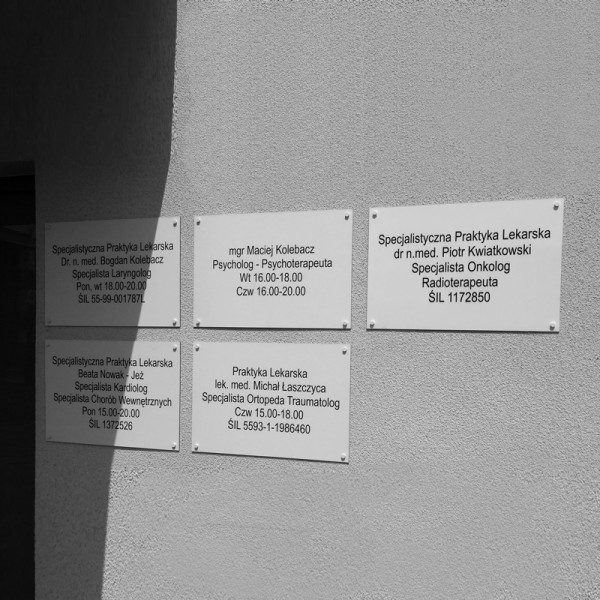 Specjalistyczna Praktyka Lekarska
Dr. n. med. Bogdan Kolebacz
Specjalista Laryngolog
Pon, wt 18.00-20.00
ŚIL 55-99-001787L
mgr Maciej Kolebacz
Psycholog - Psychoterapeuta
Wt 16.00-18.00
Czw 16.00-20.00
Specjalistyczna Praktyka Lekarska
dr n.med. Piotr Kwiatkowski
Specjalista Onkolog
Radioterapeuta
ŚIL 1172850
Specjalistyczna Praktyka Lekarska
Beata Nowak - Jeż
Specjalista Kardiolog
Specjalista Chorób Wewnętrznych
Pon 15.00-20.00
ŚIL 1372526
Praktyka Lekarska
lek. med. Michał Łaszczyca
Specjalista Ortopeda Traumatolog
Czw 15.00-18.00
ŚIL 5593-1-1986460